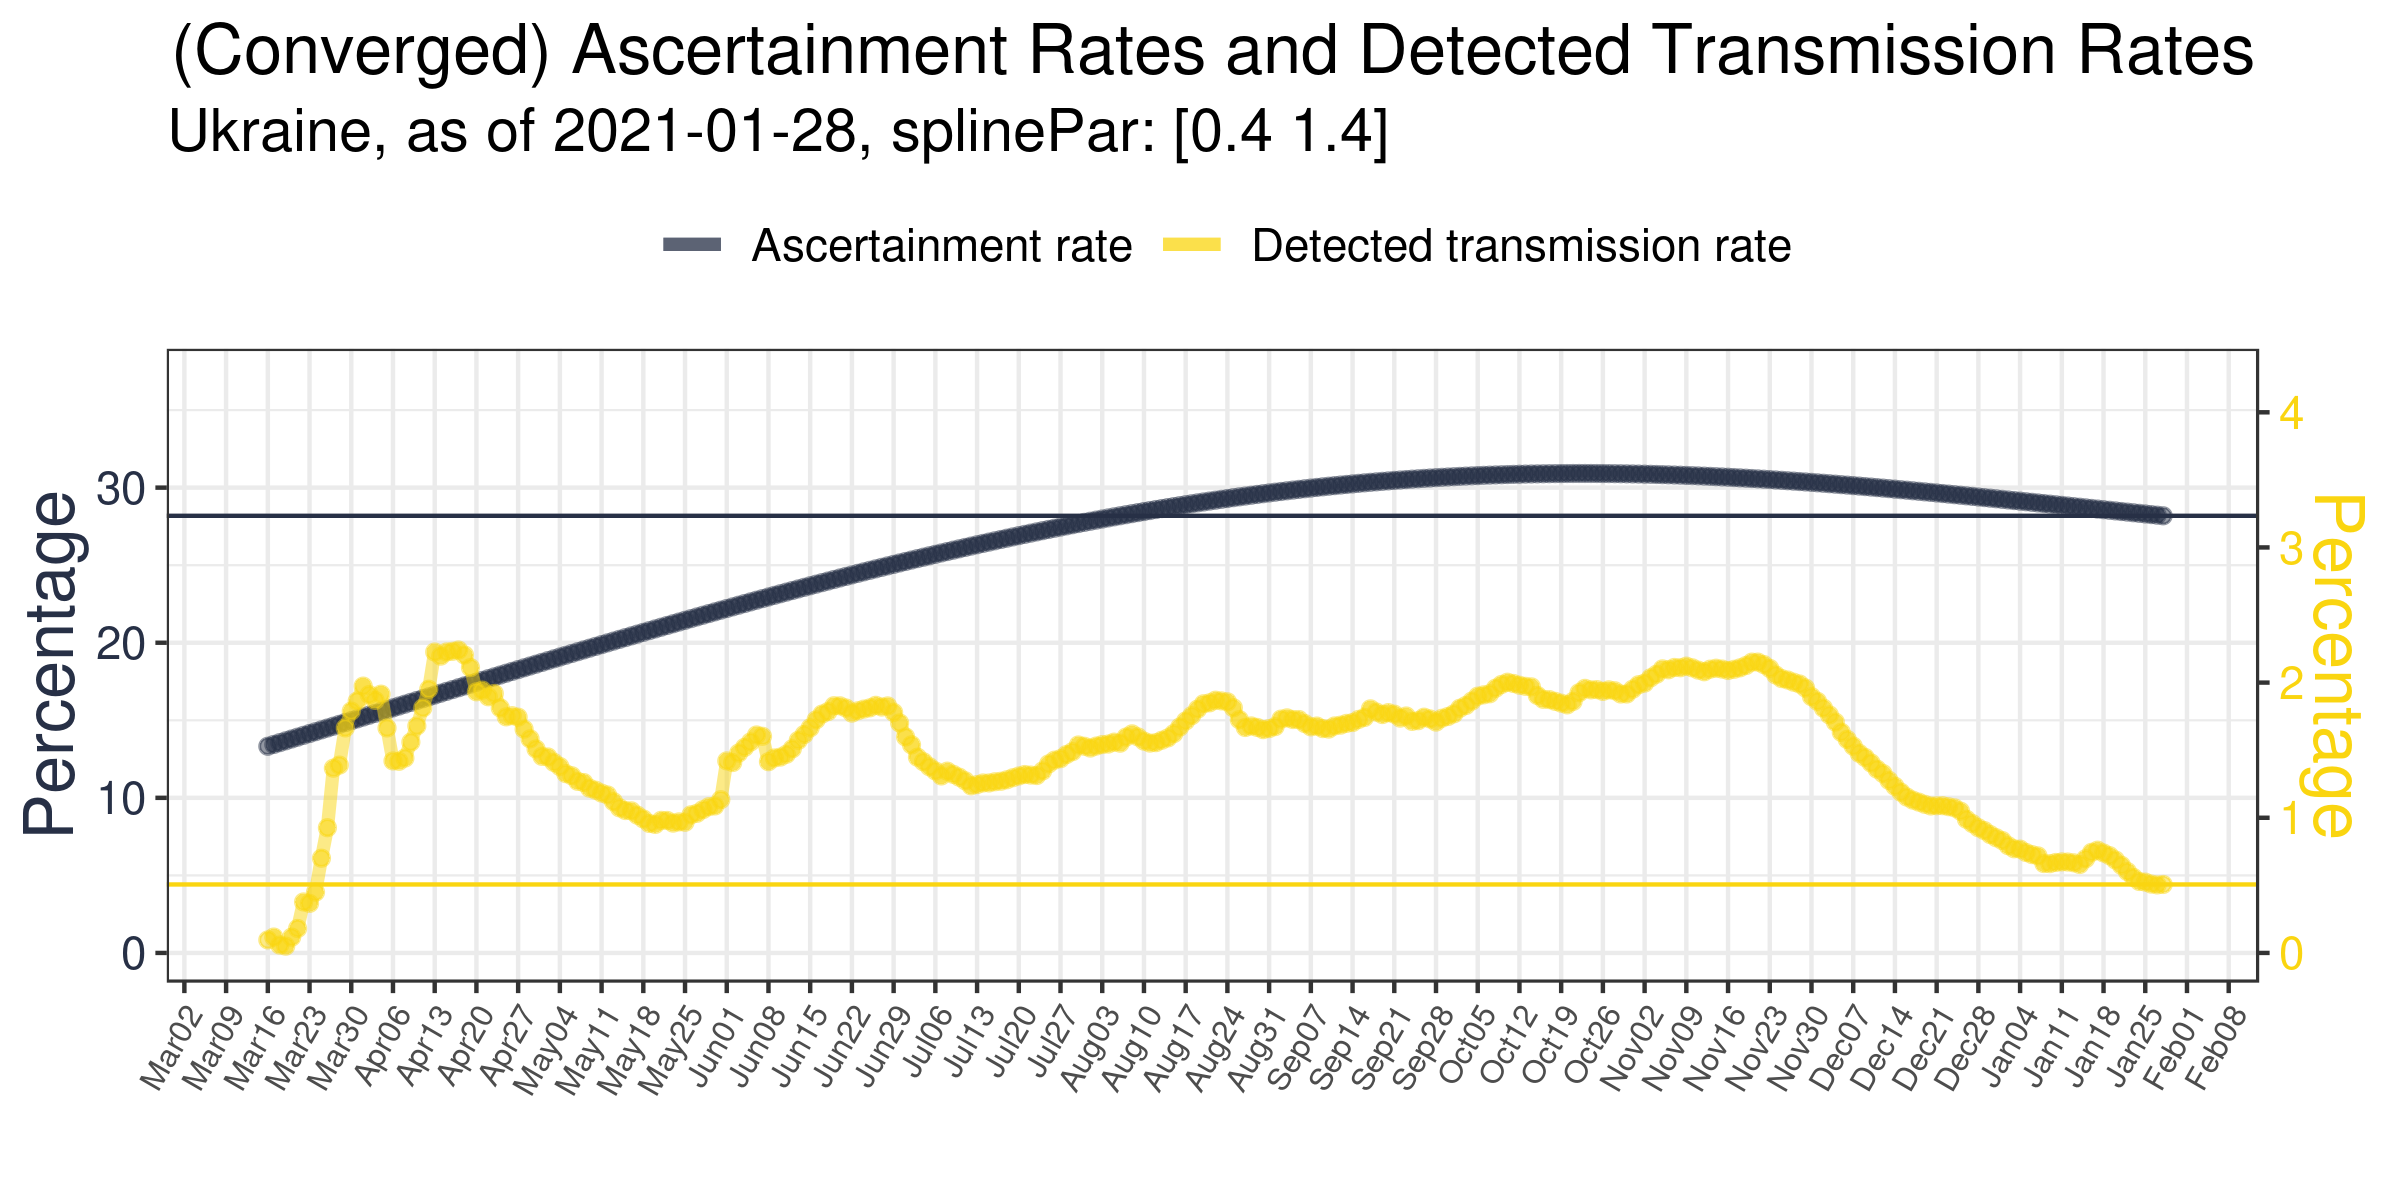 (Converged) Ascertainment Rates and Detected Transmission Rates
Ukraine, as of 2021-01-28, splinePar: [0.4 1.4]
Ascertainment rate
Detected transmission rate
Percentage
30
20
10
0
4
3
2
1
0
Percentage
Mar02
Mar09
Mar16
Mar23
Mar30
Apr06
Apr13
Apr20
Apr27
May04
May11
May18
May25
Jun01
Jun08
Jun15
Jun22
Jun29
Jul06
Jul13
Jul20
Jul27
Aug03
Aug10
Aug17
Aug24
Aug31
Sep07
Sep14
Sep21
Sep28
Oct05
Oct12
Oct19
Oct26
Nov02
Nov09
Nov16
Nov23
Nov30
Dec07
Dec14
Dec21
Dec28
Jan04
Jan11
Jan18
Jan25
Feb01
Feb08